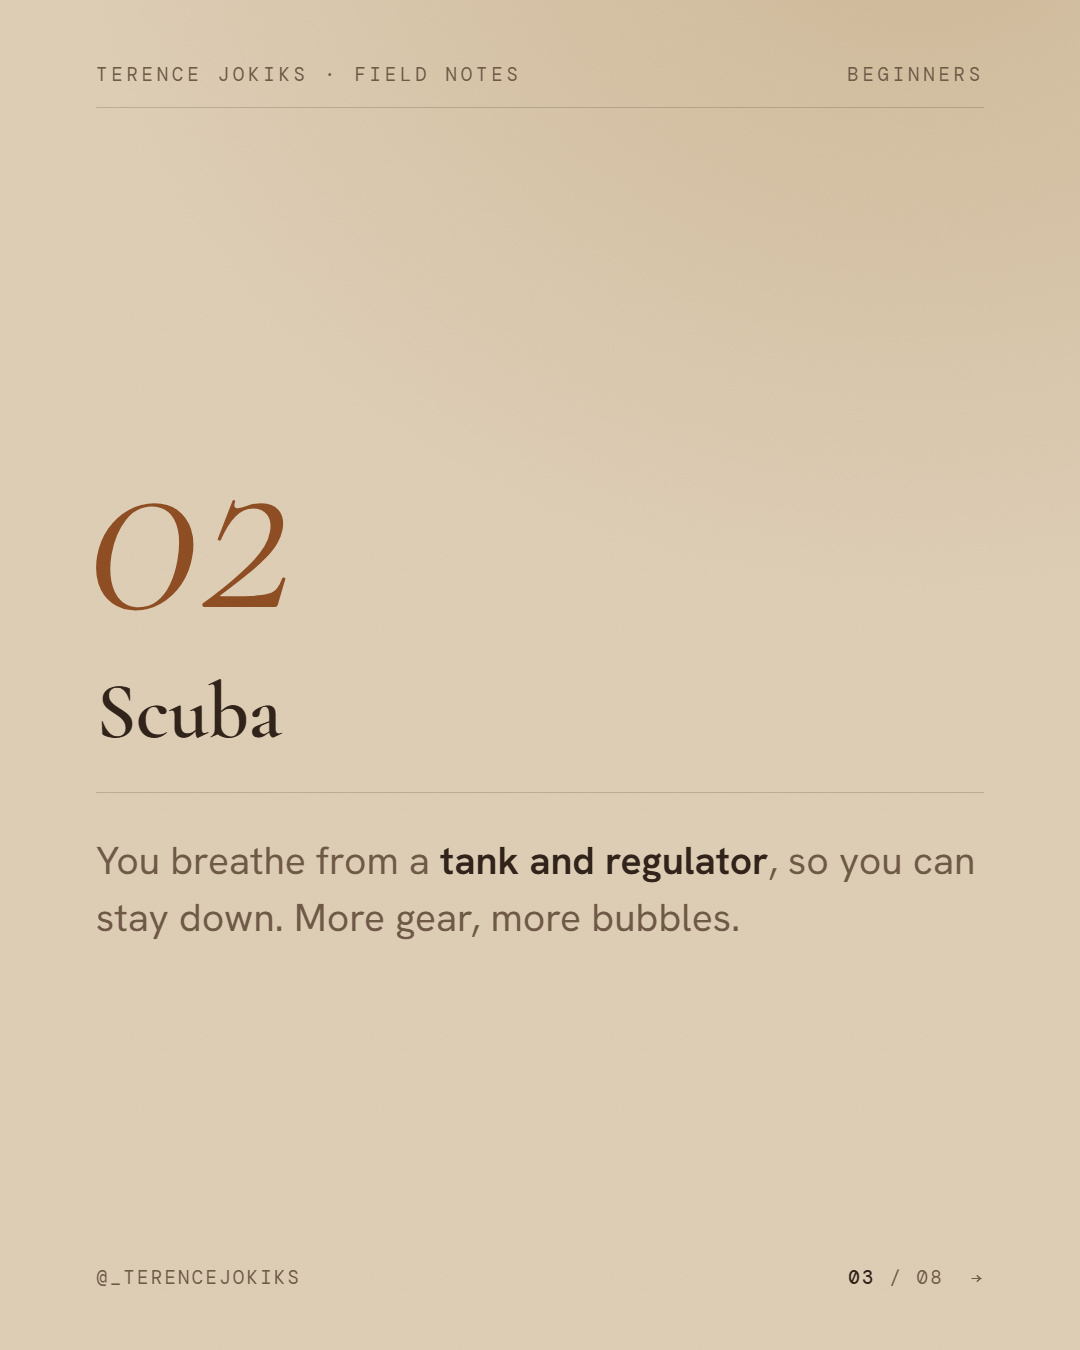 TERENCE JOKIKS · FIELD NOTES
BEGINNERS
02
Scuba
You breathe from a tank and regulator, so you can
stay down. More gear, more bubbles.
@_TERENCEJOKIKS
03 / 08 →